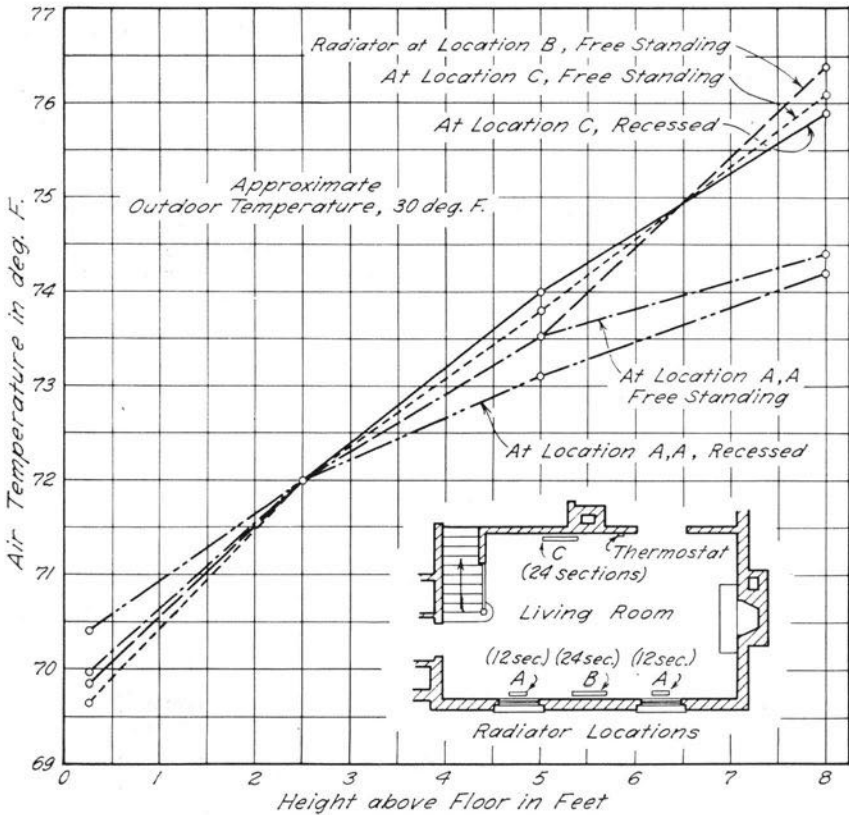 77
76
75
74
73
72
71
70
69
Air Temperature in deg. F.
Radiator at Location B, Free Standing
At Location C, Free Standing
At Location C, Recessed
Approximate
Outdoor Temperature, 30 deg. F.
At Location A,A
Free Standing
At Location A,A, Recessed
C
Thermostat
(24 sections)
Living Room
(12 sec.) (24 sec.) (12 sec.)
A B A
Radiator Locations
0 1 2 3 4 5 6 7 8
Height above Floor in Feet